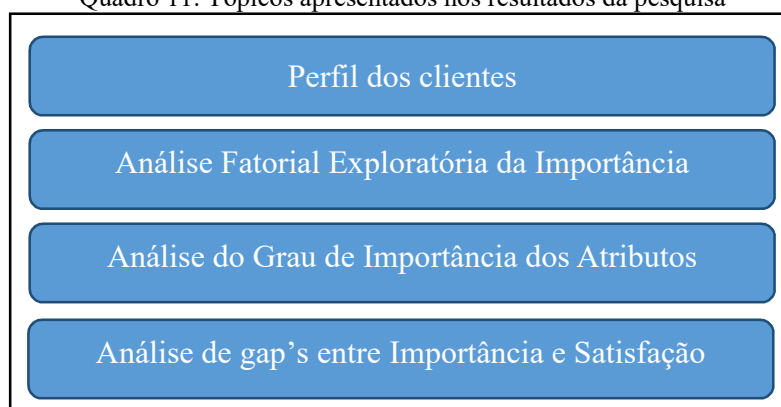 Quadro 11: Tópicos apresentados nos resultados da pesquisa
Perfil dos clientes
Análise Fatorial Exploratória da Importância
Análise do Grau de Importância dos Atributos
Análise de gap’s entre Importância e Satisfação